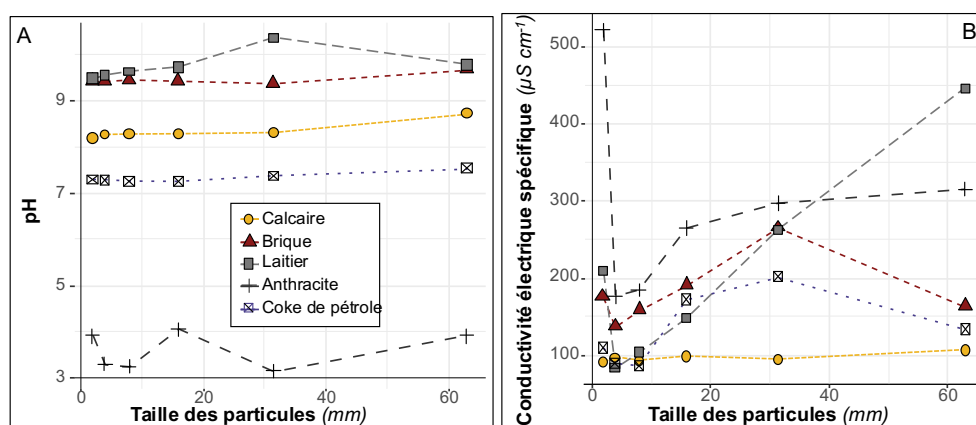 A
pH
9
7
5
3
0
20
40
60
Taille des particules (mm)
Calcaire
Brique
Laitier
Anthracite
Coke de pétrole
B
Conductivité électrique spécifique (µS cm-1)
500
400
300
200
100
0
20
40
60
Taille des particules (mm)